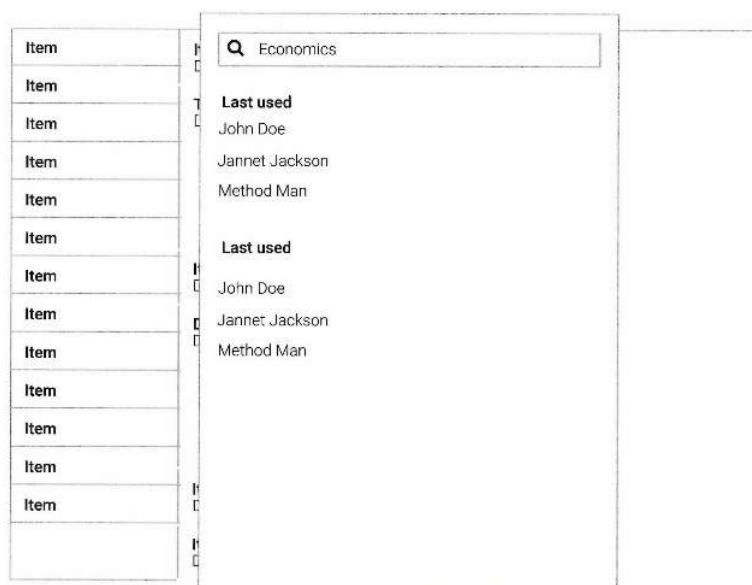 Item
Item
Item
Item
Item
Item
Item
Item
Item
Item
Item
Item
Item
Economics
Last used
John Doe
Jannet Jackson
Method Man
Last used
John Doe
Jannet Jackson
Method Man